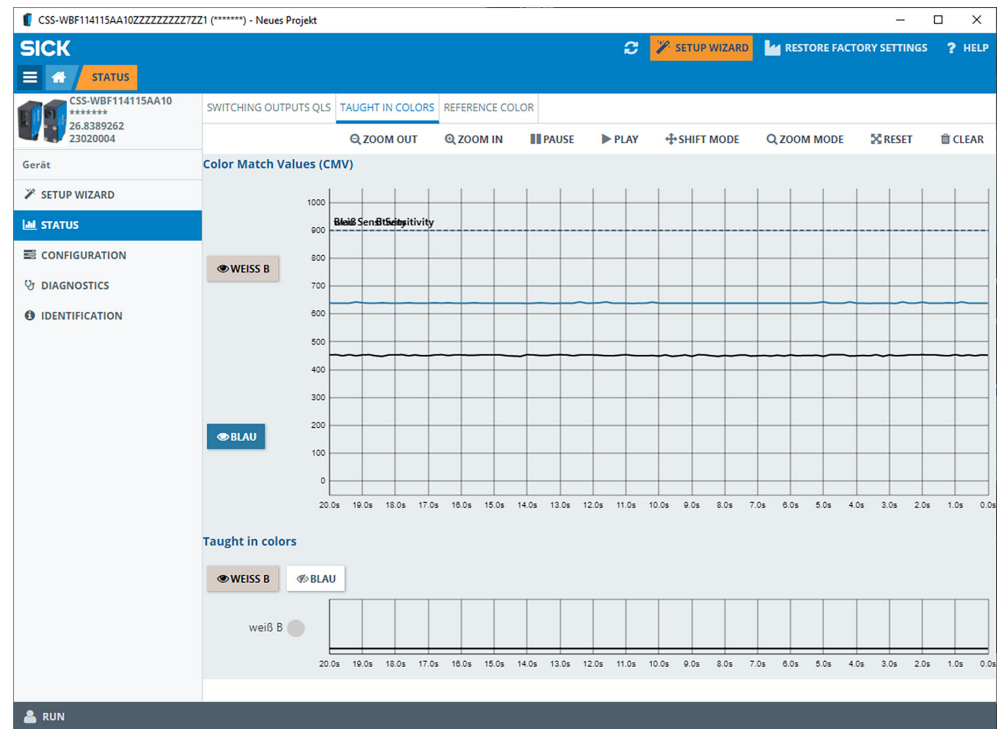 CSS-WBF114115AA10ZZZZZZZZZZ7ZZ1 (*******) - Neues Projekt
SICK
SETUP WIZARD
RESTORE FACTORY SETTINGS
? HELP
STATUS
CSS-WBF114115AA10
*******
26.8389262
23020004
SWITCHING OUTPUTS QLS
TAUGHT IN COLORS
REFERENCE COLOR
ZOOM OUT
ZOOM IN
PAUSE
PLAY
SHIFT MODE
ZOOM MODE
RESET
CLEAR
Gerät
SETUP WIZARD
STATUS
CONFIGURATION
DIAGNOSTICS
IDENTIFICATION
Color Match Values (CMV)
1000
900
800
700
600
500
400
300
200
100
0
WEISS B
BLAU
20.0s 19.0s 18.0s 17.0s 16.0s 15.0s 14.0s 13.0s 12.0s 11.0s 10.0s 9.0s 8.0s 7.0s 6.0s 5.0s 4.0s 3.0s 2.0s 1.0s 0.0s
Taught in colors
WEISS B
BLAU
weiß B
20.0s 19.0s 18.0s 17.0s 16.0s 15.0s 14.0s 13.0s 12.0s 11.0s 10.0s 9.0s 8.0s 7.0s 6.0s 5.0s 4.0s 3.0s 2.0s 1.0s 0.0s
RUN